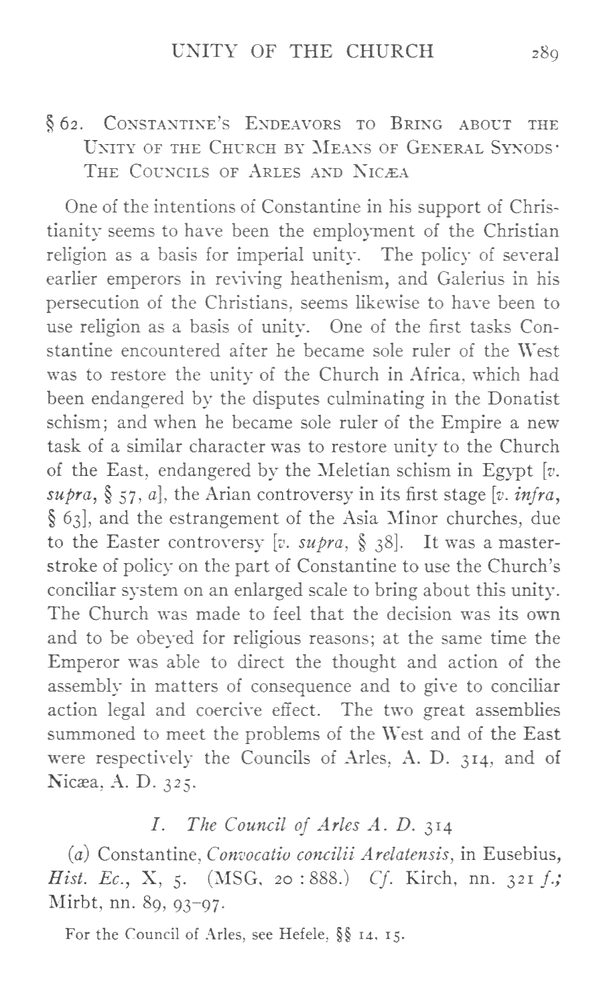 UNITY OF THE CHURCH 289
§ 62. Constantine's Endeavors to Bring about the
Unity of the Church by Means of General Synods·
The Councils of Arles and Nicæa
One of the intentions of Constantine in his support of Chris-
tianity seems to have been the employment of the Christian
religion as a basis for imperial unity. The policy of several
earlier emperors in reviving heathenism, and Galerius in his
persecution of the Christians, seems likewise to have been to
use religion as a basis of unity. One of the first tasks Con-
stantine encountered after he became sole ruler of the West
was to restore the unity of the Church in Africa, which had
been endangered by the disputes culminating in the Donatist
schism; and when he became sole ruler of the Empire a new
task of a similar character was to restore unity to the Church
of the East, endangered by the Meletian schism in Egypt [v.
supra, § 57, a], the Arian controversy in its first stage [v. infra,
§ 63], and the estrangement of the Asia Minor churches, due
to the Easter controversy [v. supra, § 38]. It was a master-
stroke of policy on the part of Constantine to use the Church's
conciliar system on an enlarged scale to bring about this unity.
The Church was made to feel that the decision was its own
and to be obeyed for religious reasons; at the same time the
Emperor was able to direct the thought and action of the
assembly in matters of consequence and to give to conciliar
action legal and coercive effect. The two great assemblies
summoned to meet the problems of the West and of the East
were respectively the Councils of Arles, A. D. 314, and of
Nicæa, A. D. 325.
I. The Council of Arles A. D. 314
(a) Constantine, Convocatio concilii Arelatensis, in Eusebius,
Hist. Ec., X, 5. (MSG, 20 : 888.) Cf. Kirch, nn. 321 f.;
Mirbt, nn. 89, 93–97.
For the Council of Arles, see Hefele, §§ 14, 15.